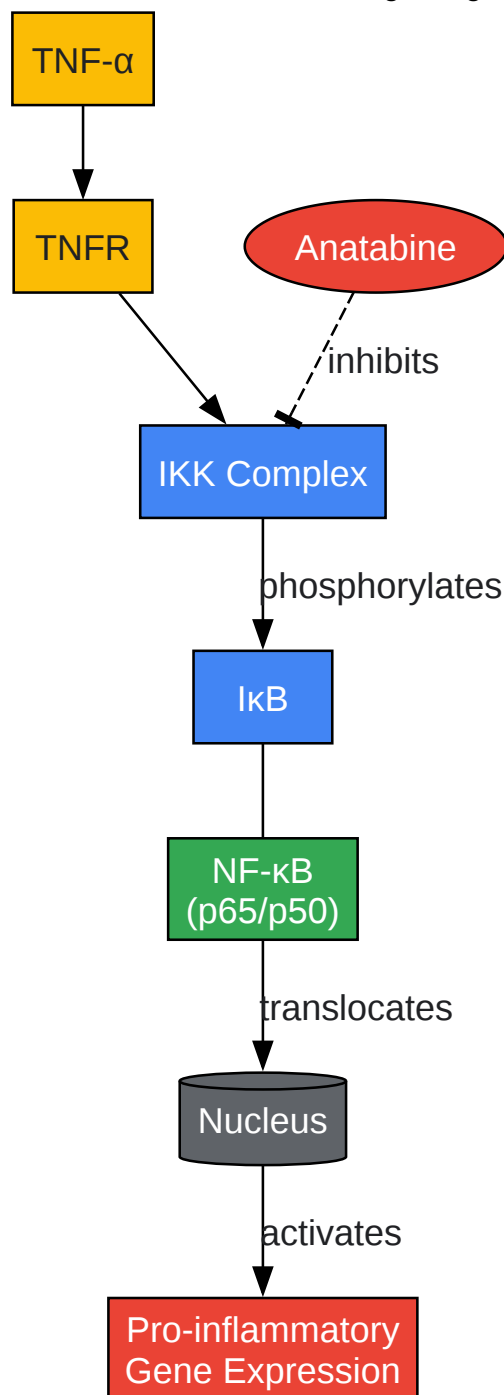 TNF-α
TNFR
Anatabine
inhibits
IKK Complex
phosphorylates
IκB
NF-κB
(p65/p50)
translocates
Nucleus
activates
Pro-inflammatory
Gene Expression